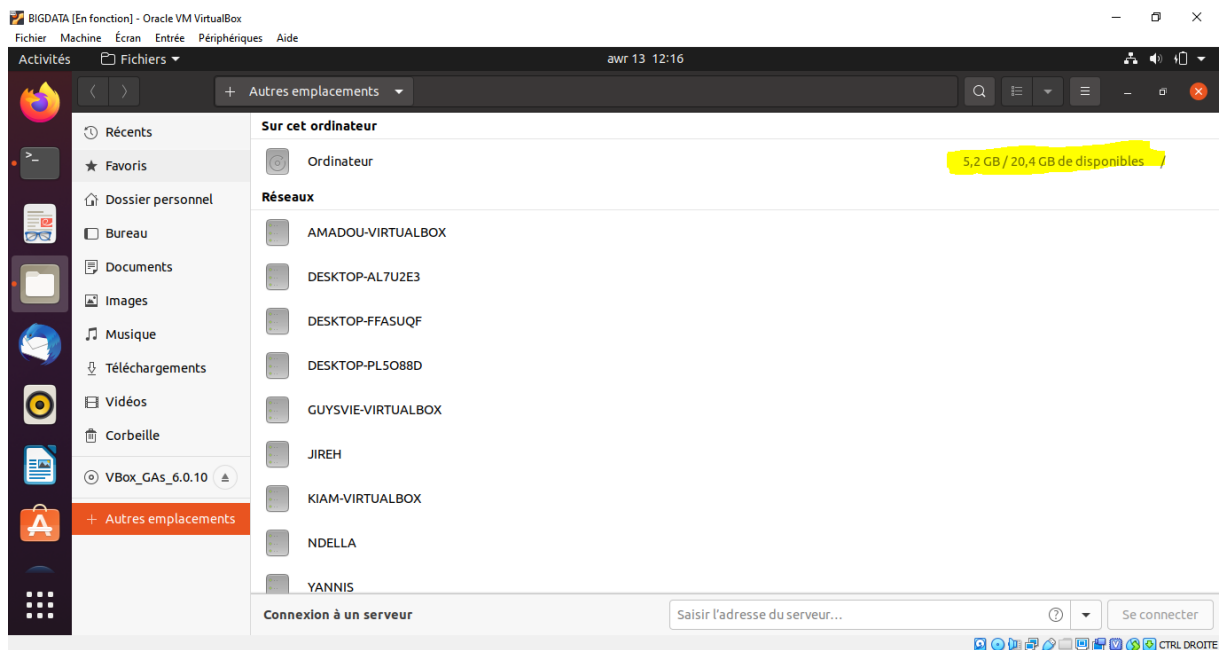 BIGDATA [En fonction] - Oracle VM VirtualBox
Fichier Machine Écran Entrée Périphériques Aide
Activités Fichiers awr 13 12:16
+ Autres emplacements
Récents
Favoris
Dossier personnel
Bureau
Documents
Images
Musique
Téléchargements
Vidéos
Corbeille
VBox_GAs_6.0.10
+ Autres emplacements
Sur cet ordinateur
Ordinateur 5,2 GB / 20,4 GB de disponibles /
Réseaux
AMADOU-VIRTUALBOX
DESKTOP-AL7U2E3
DESKTOP-FFASUQF
DESKTOP-PL5O88D
GUYSVIE-VIRTUALBOX
JIREH
KIAM-VIRTUALBOX
NDELLA
YANNIS
Connexion à un serveur Saisir l'adresse du serveur... Se connecter
CTRL DROITE